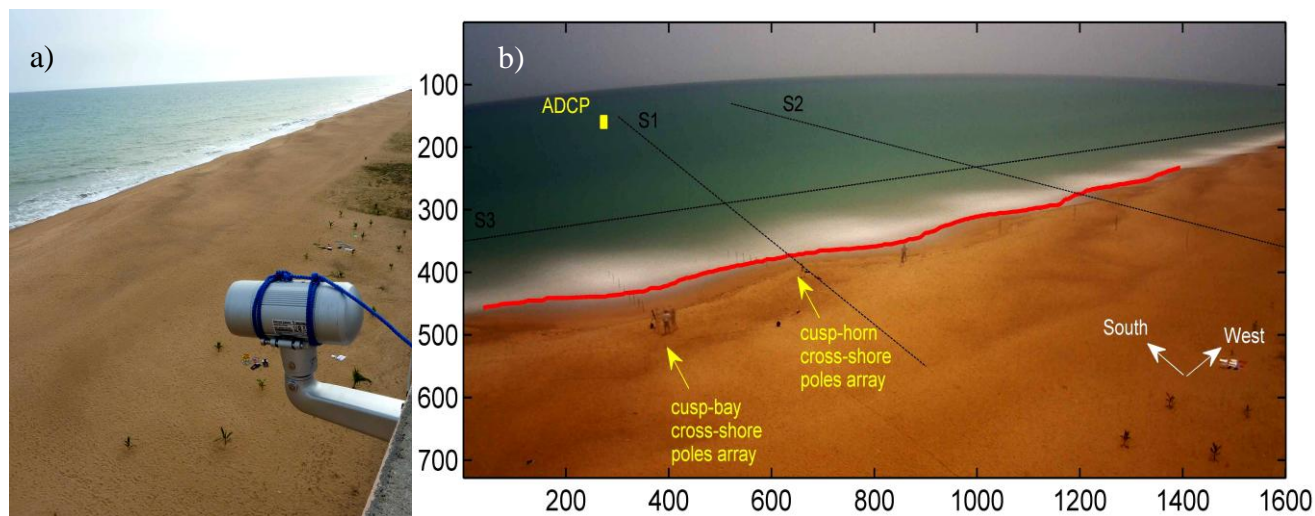 a)
b)
100
200
300
400
500
600
700
ADCP
S1
S2
S3
cusp-horn
cross-shore
poles array
cusp-bay
cross-shore
poles array
South
West
200
400
600
800
1000
1200
1400
1600